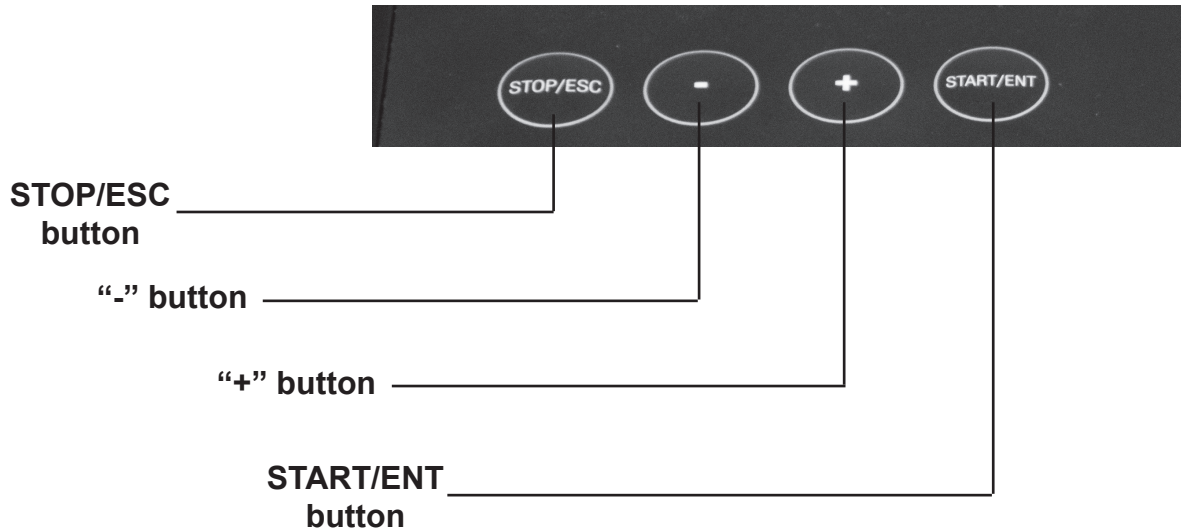 STOP/ESC - + START/ENT
STOP/ESC
button
“-” button
“+” button
START/ENT
button